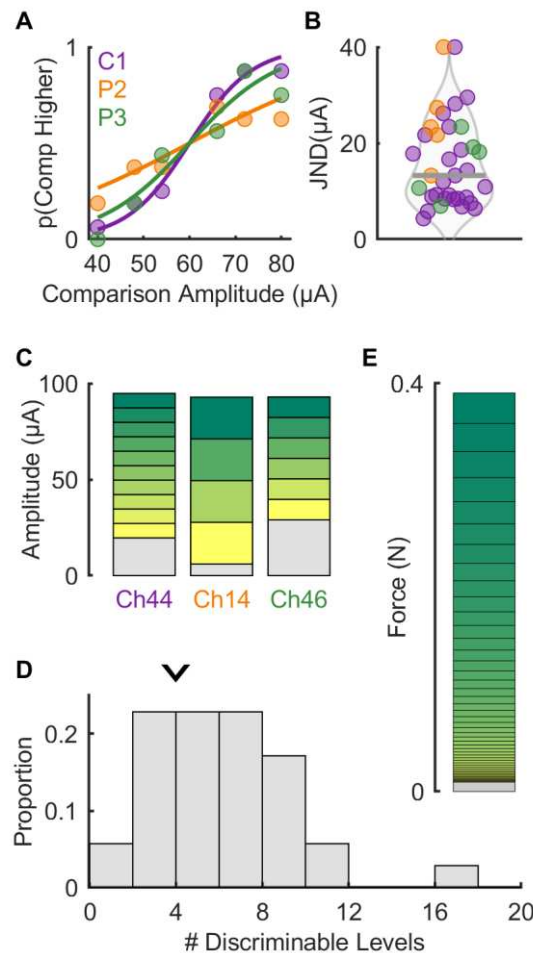 A
C1
P2
P3
p(Comp Higher)
1
0
40 50 60 70 80
Comparison Amplitude (µA)
B
JND(µA)
40
20
0
C
Amplitude (µA)
100
50
0
Ch44 Ch14 Ch46
E
Force (N)
0.4
0
D
Proportion
0.2
0.1
0
0 4 8 12 16 20
# Discriminable Levels